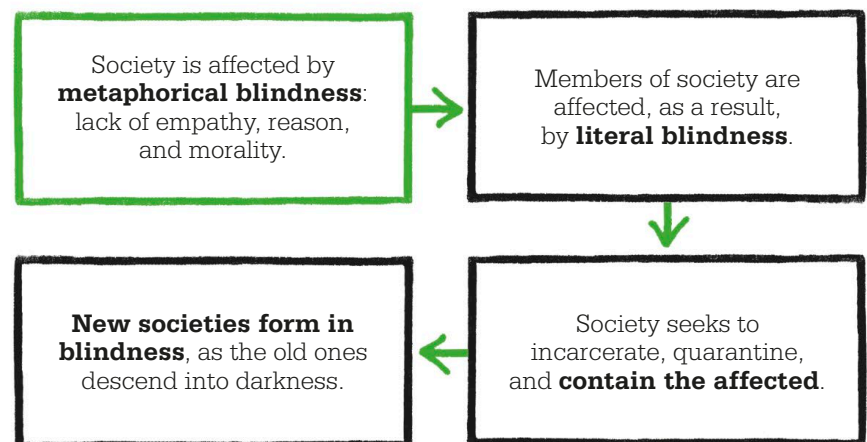 Society is affected by
metaphorical blindness:
lack of empathy, reason,
and morality.
Members of society are
affected, as a result,
by literal blindness.
Society seeks to
incarcerate, quarantine,
and contain the affected.
New societies form in
blindness, as the old ones
descend into darkness.